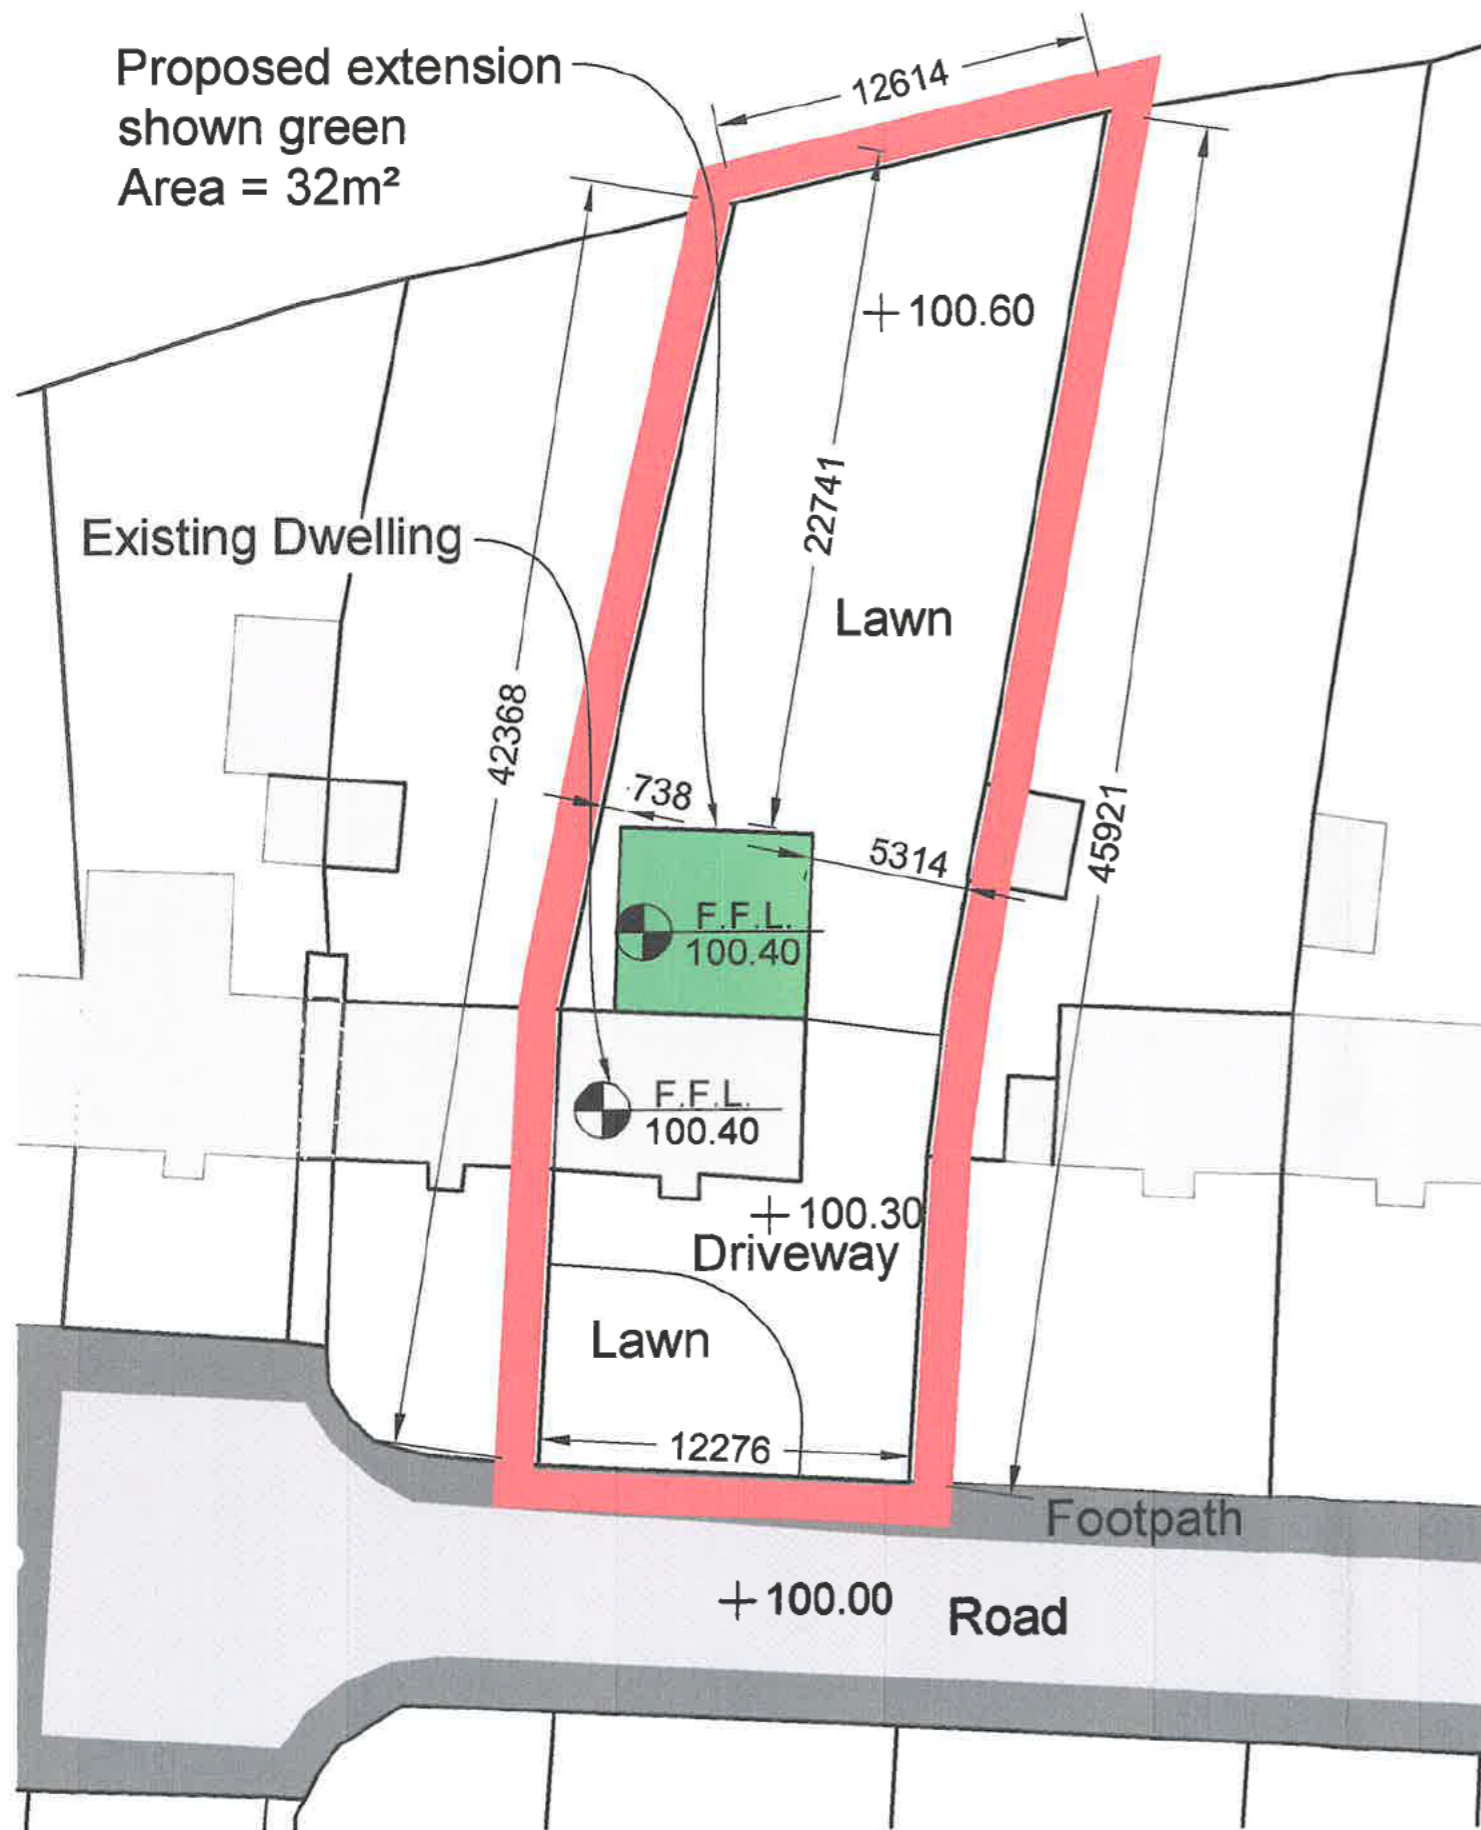 Proposed extension
shown green
Area = 32m²
12614
+100.60
22741
Existing Dwelling
Lawn
42368
738
45921
5314
F.F.L.
100.40
F.F.L.
100.40
+100.30
Driveway
Lawn
12276
Footpath
+100.00
Road